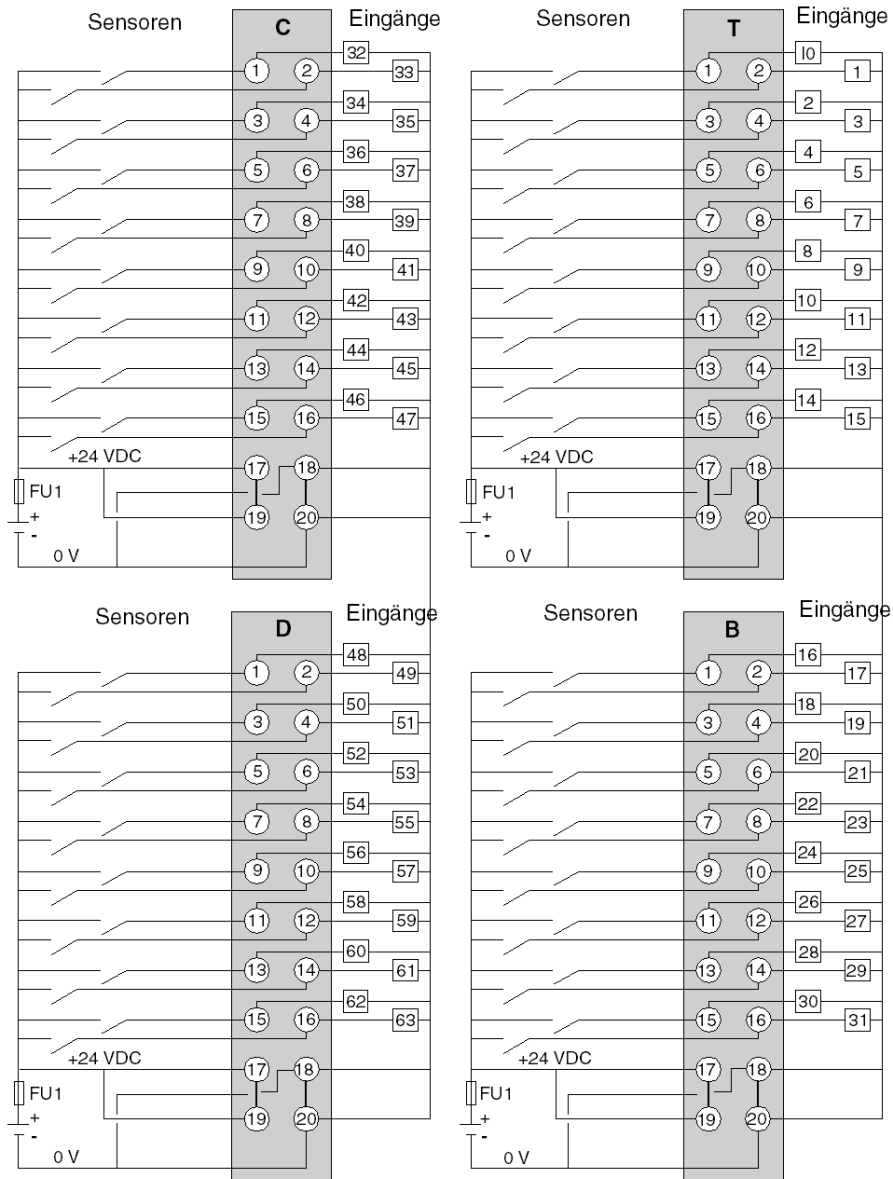 Sensoren C Eingänge
32
1 2 33
34
3 4 35
36
5 6 37
38
7 8 39
40
9 10 41
42
11 12 43
44
13 14 45
46
15 16 47
+24 VDC 17 18
FU1
+ 19 20
-
0 V
Sensoren T Eingänge
I0
1 2 1
2
3 4 3
4
5 6 5
6
7 8 7
8
9 10 9
10
11 12 11
12
13 14 13
14
15 16 15
+24 VDC 17 18
FU1
+ 19 20
-
0 V
Sensoren D Eingänge
48
1 2 49
50
3 4 51
52
5 6 53
54
7 8 55
56
9 10 57
58
11 12 59
60
13 14 61
62
15 16 63
+24 VDC 17 18
FU1
+ 19 20
-
0 V
Sensoren B Eingänge
16
1 2 17
18
3 4 19
20
5 6 21
22
7 8 23
24
9 10 25
26
11 12 27
28
13 14 29
30
15 16 31
+24 VDC 17 18
FU1
+ 19 20
-
0 V